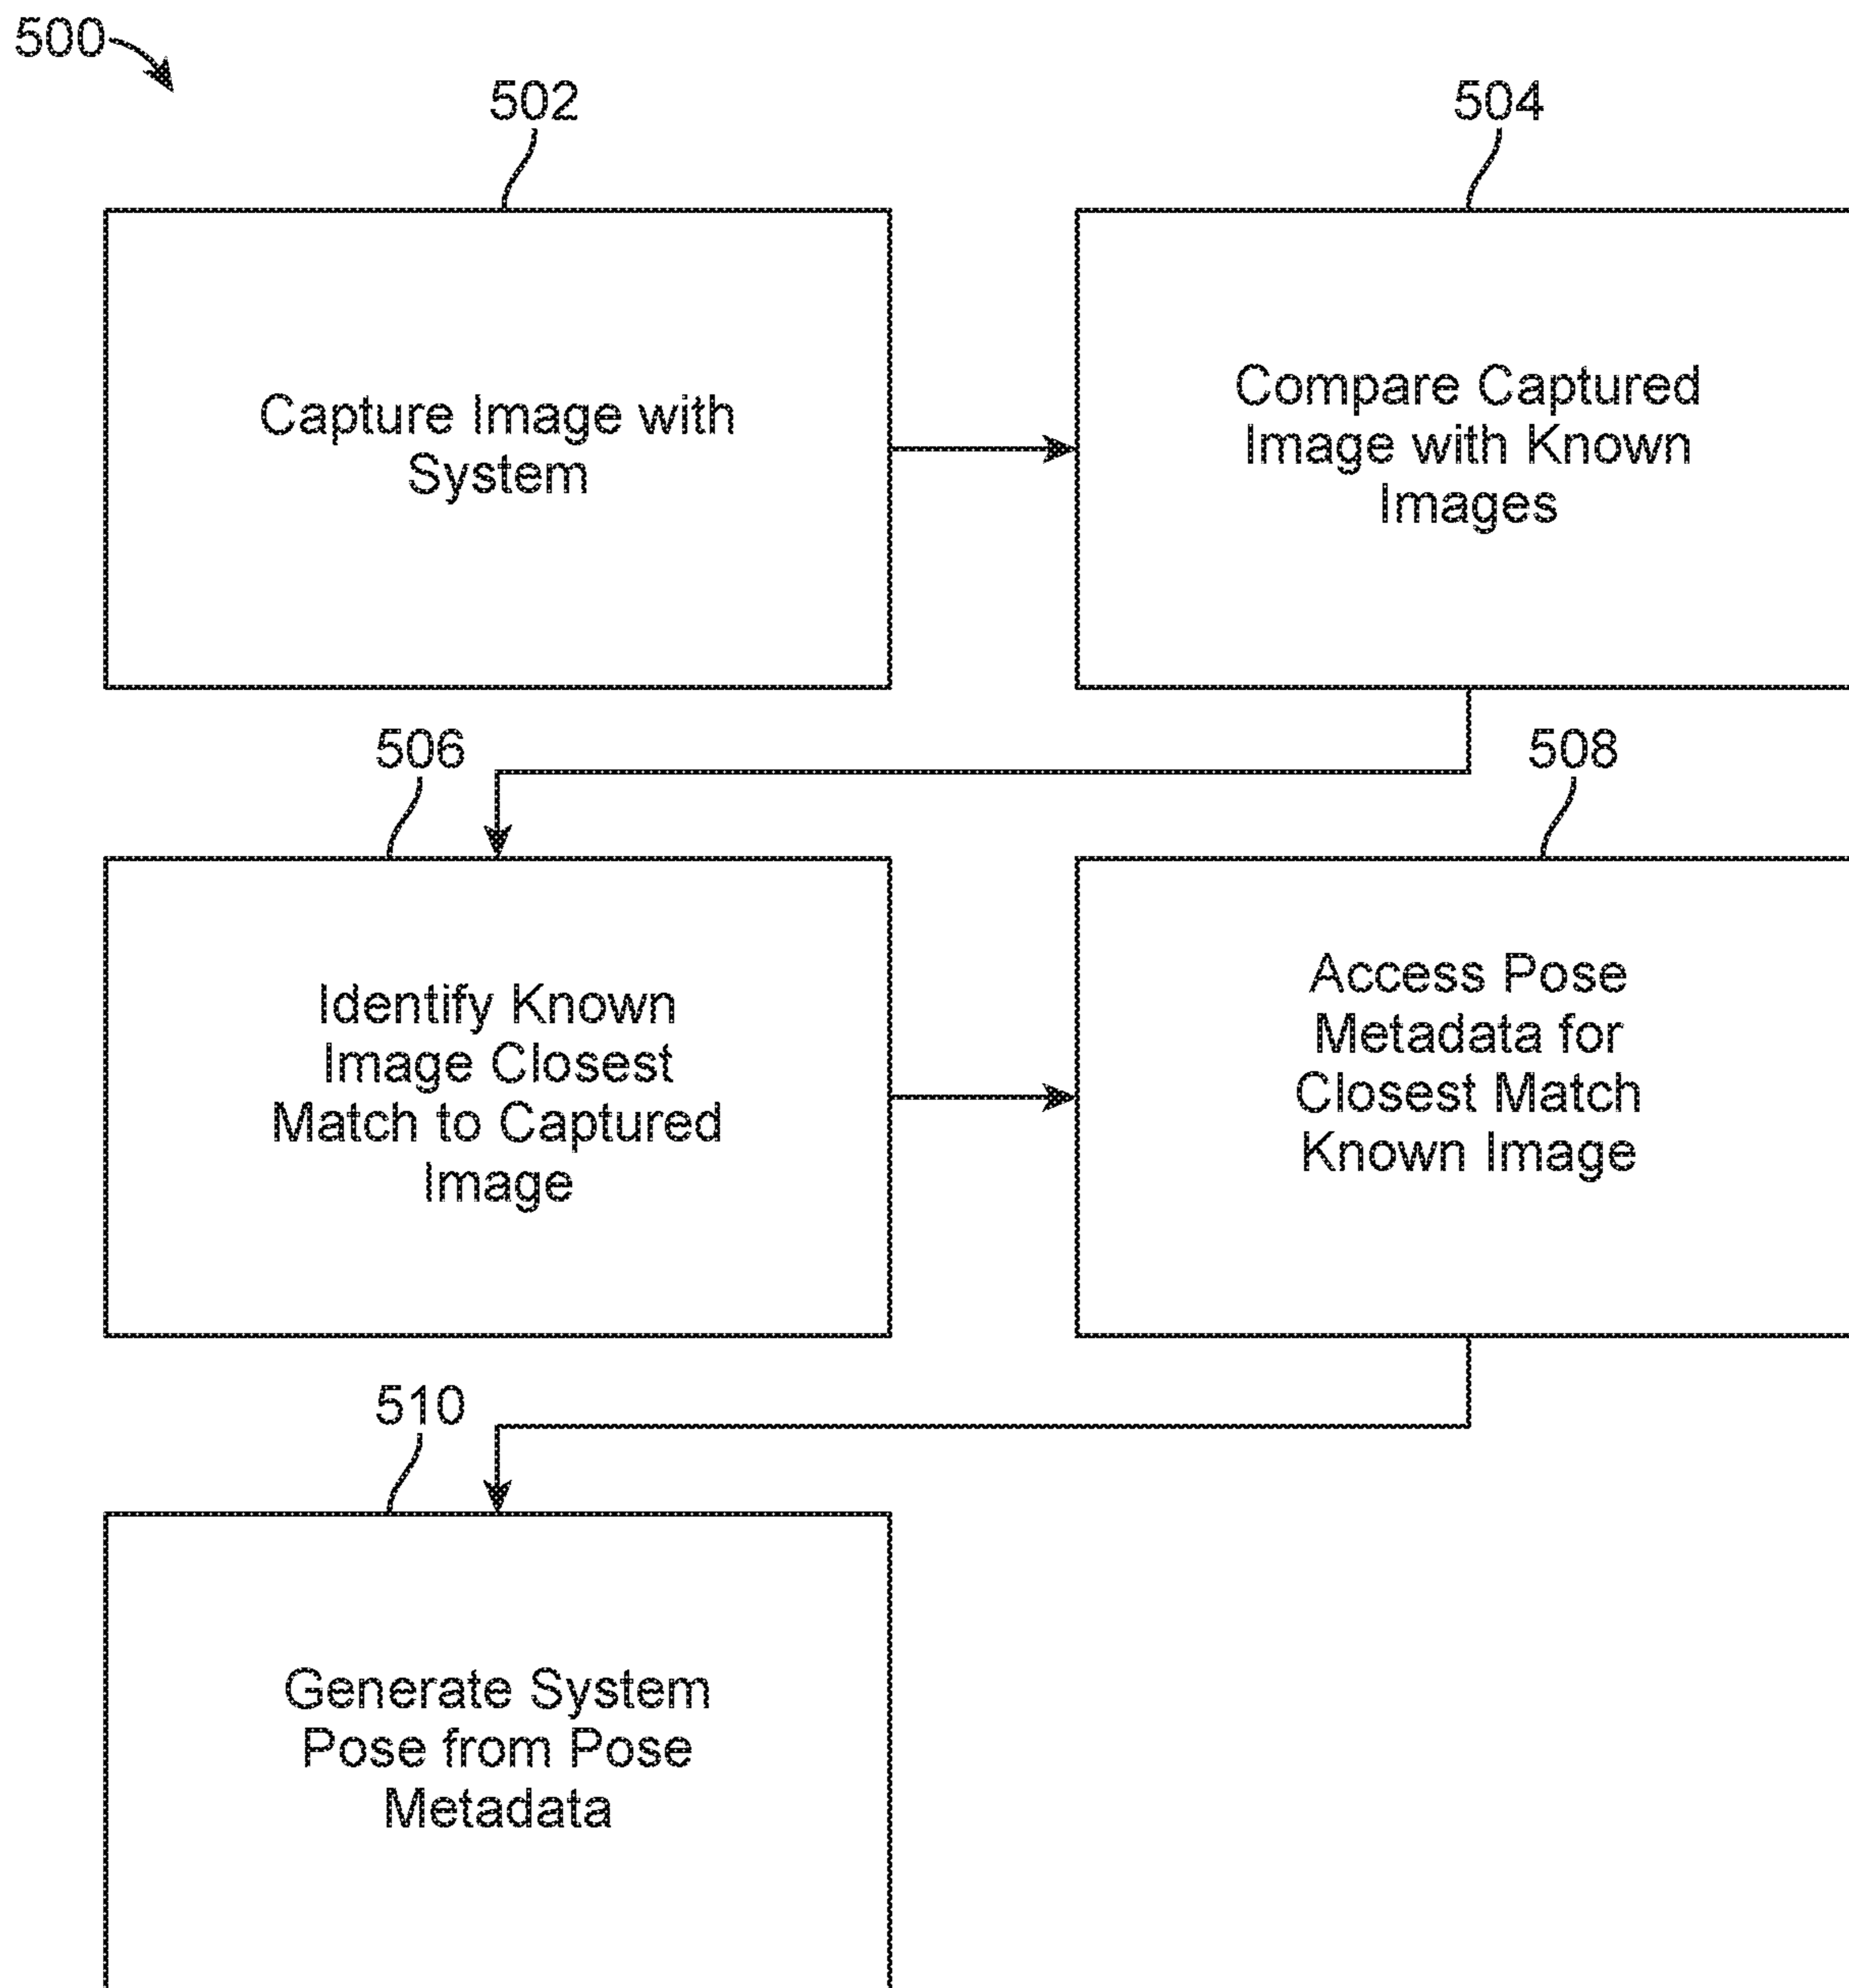 500
502
Capture Image with
System
504
Compare Captured
Image with Known
Images
506
Identify Known
Image Closest
Match to Captured
Image
508
Access Pose
Metadata for
Closest Match
Known Image
510
Generate System
Pose from Pose
Metadata